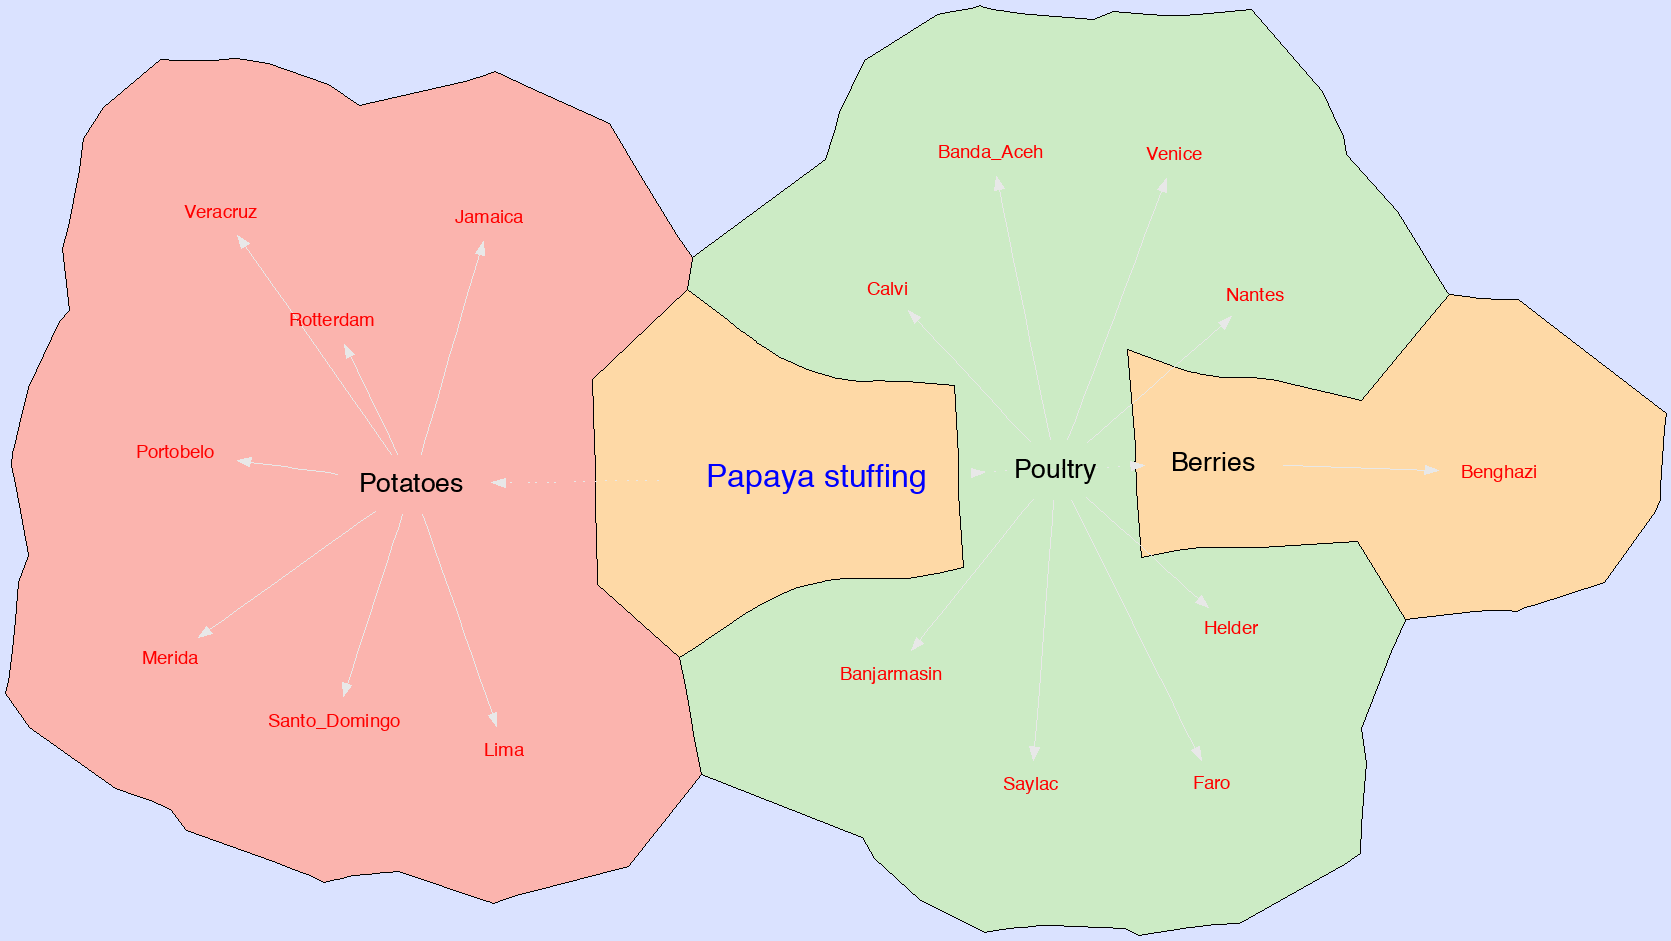 Banda_Aceh
Venice
Veracruz
Jamaica
Calvi
Nantes
Rotterdam
Portobelo
Potatoes
Papaya stuffing
Poultry
Berries
Benghazi
Helder
Merida
Banjarmasin
Santo_Domingo
Lima
Saylac
Faro